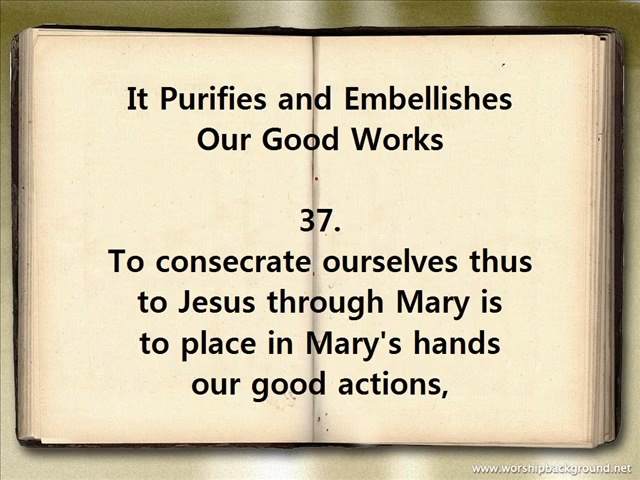 It Purifies and Embellishes
Our Good Works
37.
To consecrate ourselves thus
to Jesus through Mary is
to place in Mary's hands
our good actions,
www.worshipbackground.net